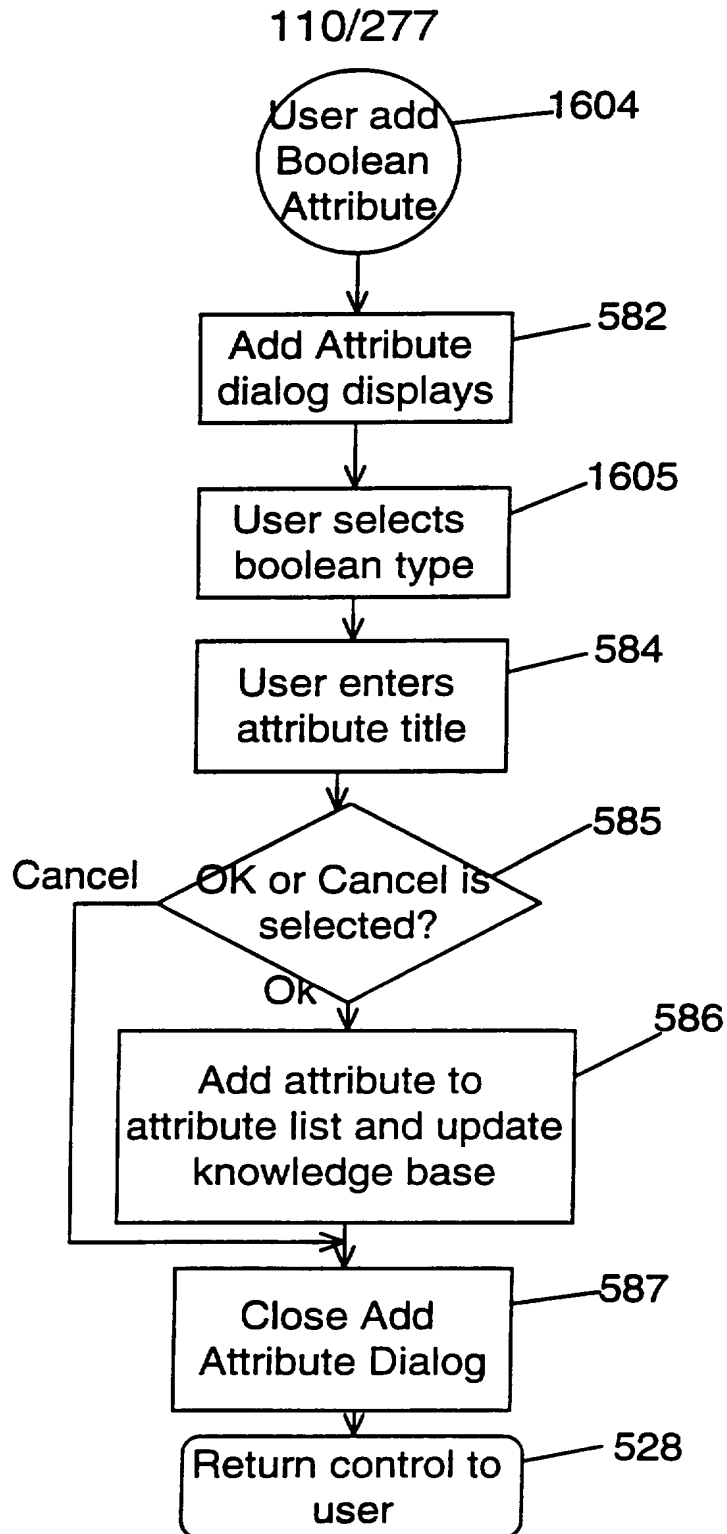 110/277
User add
Boolean
Attribute
1604
Add Attribute
dialog displays
582
User selects
boolean type
1605
User enters
attribute title
584
Cancel
OK or Cancel is
selected?
585
Ok
Add attribute to
attribute list and update
knowledge base
586
Close Add
Attribute Dialog
587
Return control to
user
528